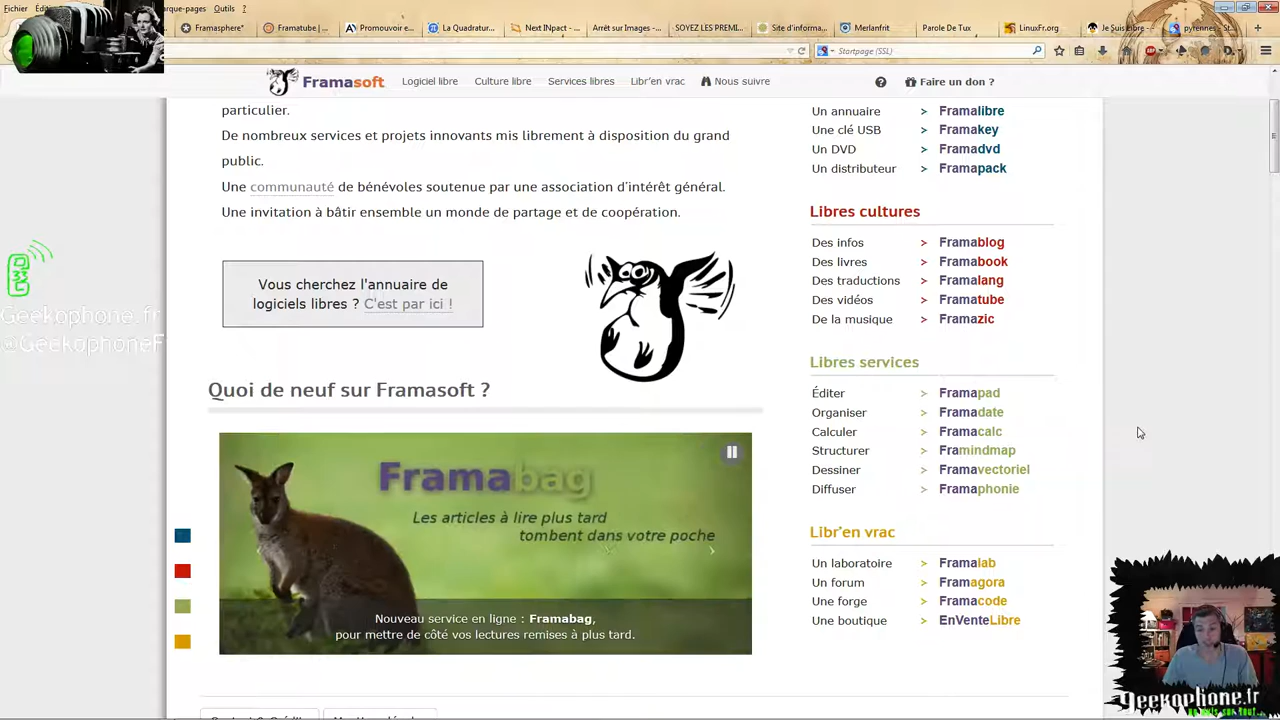 Fichier
Outils
Framasphere*
Framatube |...
Promouvoir e...
La Quadratur...
Next INpact -...
Arrêt sur Images -...
SOYEZ LES PREMI...
Site d'informa...
Merlanfrit
Parole De Tux
LinuxFr.org
Je Suis libre
pyrennes - St...
Startpage (SSL)
Framasoft
Logiciel libre
Culture libre
Services libres
Libr'en vrac
Nous suivre
Faire un don ?
particulier.
De nombreux services et projets innovants mis librement à disposition du grand
public.
Une communauté de bénévoles soutenue par une association d'intérêt général.
Une invitation à bâtir ensemble un monde de partage et de coopération.
Vous cherchez l'annuaire de
logiciels libres ? C'est par ici !
Quoi de neuf sur Framasoft ?
Framabag
Les articles à lire plus tard
tombent dans votre poche
Nouveau service en ligne : Framabag,
pour mettre de côté vos lectures remises à plus tard.
Un annuaire > Framalibre
Une clé USB > Framakey
Un DVD > Framadvd
Un distributeur > Framapack
Libres cultures
Des infos > Framablog
Des livres > Framabook
Des traductions > Framalang
Des vidéos > Framatube
De la musique > Framazic
Libres services
Éditer > Framapad
Organiser > Framadate
Calculer > Framacalc
Structurer > Framindmap
Dessiner > Framavectoriel
Diffuser > Framaphonie
Libr'en vrac
Un laboratoire > Framalab
Un forum > Framagora
Une forge > Framacode
Une boutique > EnVenteLibre
Geekophone.fr
@GeekophoneF
Geekophone.fr